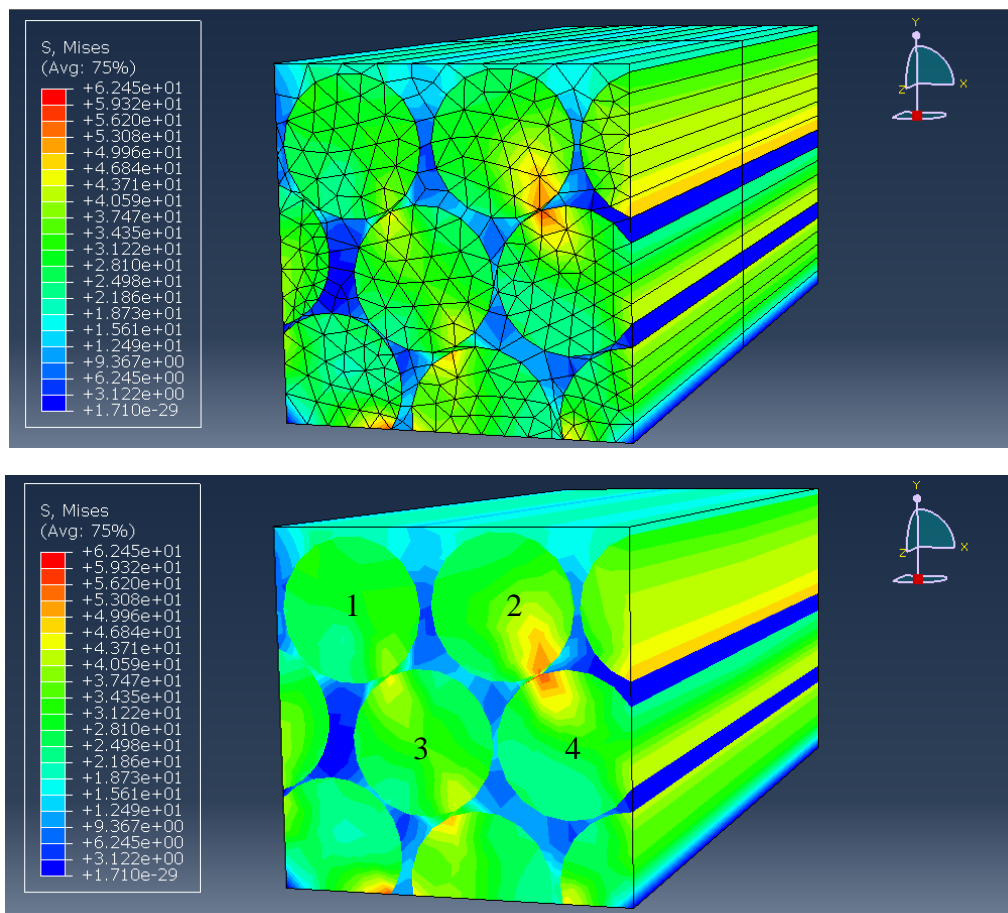 S, Mises
(Avg: 75%)
+6.245e+01
+5.932e+01
+5.620e+01
+5.308e+01
+4.996e+01
+4.684e+01
+4.371e+01
+4.059e+01
+3.747e+01
+3.435e+01
+3.122e+01
+2.810e+01
+2.498e+01
+2.186e+01
+1.873e+01
+1.561e+01
+1.249e+01
+9.367e+00
+6.245e+00
+3.122e+00
+1.710e-29
Y
Z X
S, Mises
(Avg: 75%)
+6.245e+01
+5.932e+01
+5.620e+01
+5.308e+01
+4.996e+01
+4.684e+01
+4.371e+01
+4.059e+01
+3.747e+01
+3.435e+01
+3.122e+01
+2.810e+01
+2.498e+01
+2.186e+01
+1.873e+01
+1.561e+01
+1.249e+01
+9.367e+00
+6.245e+00
+3.122e+00
+1.710e-29
1 2
3 4
Y
Z X